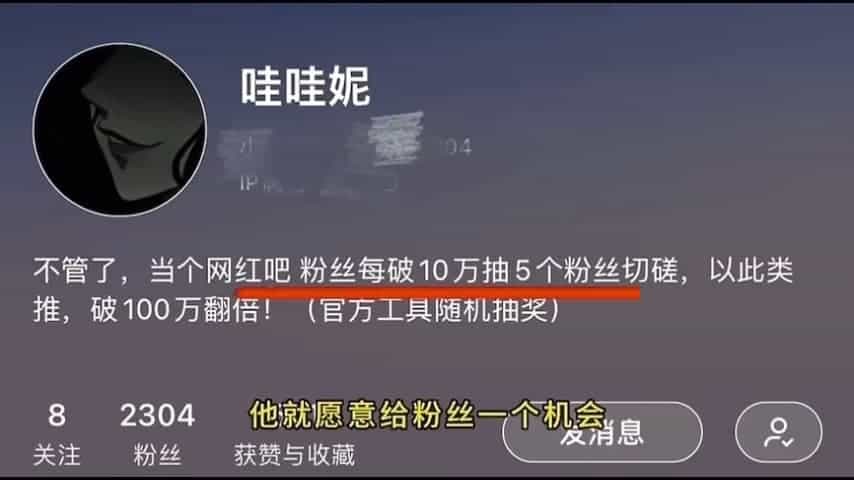 哇哇妮
不管了，当个网红吧 粉丝每破10万抽5个粉丝切磋，以此类
推，破100万翻倍！（官方工具随机抽奖）
8
2304
他就愿意给粉丝一个机会
发消息
关注
粉丝
获赞与收藏